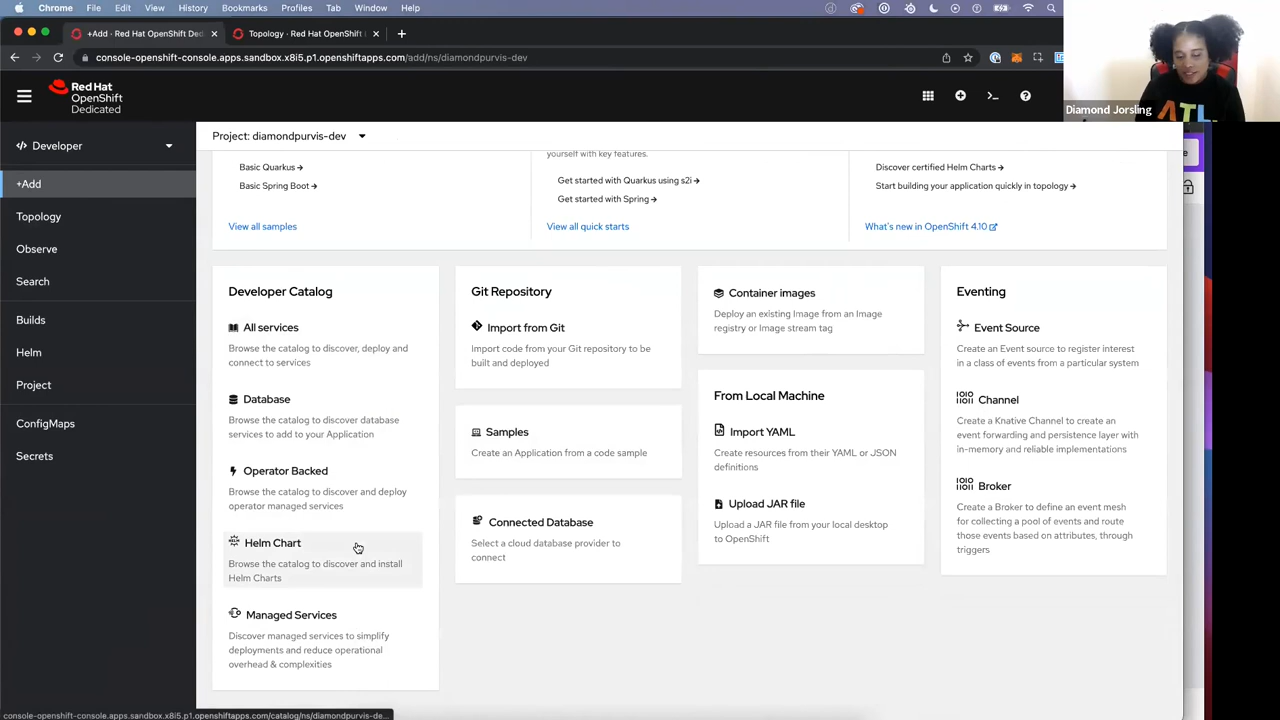 Chrome File Edit View History Bookmarks Profiles Tab Window Help
+Add · Red Hat OpenShift Ded
Topology · Red Hat OpenShift
console-openshift-console.apps.sandbox.x8i5.p1.openshiftapps.com/add/ns/diamondpurvis-dev
Red Hat
OpenShift
Dedicated
Diamond Jorsling
ATL
Developer
Project: diamondpurvis-dev
+Add
Topology
Observe
Search
Builds
Helm
Project
ConfigMaps
Secrets
Basic Quarkus
Basic Spring Boot
View all samples
yourself with key features.
Get started with Quarkus using s2i
Get started with Spring
View all quick starts
Discover certified Helm Charts
Start building your application quickly in topology
What's new in OpenShift 4.10
Developer Catalog
All services
Browse the catalog to discover, deploy and
connect to services
Database
Browse the catalog to discover database
services to add to your Application
Operator Backed
Browse the catalog to discover and deploy
operator managed services
Helm Chart
Browse the catalog to discover and install
Helm Charts
Managed Services
Discover managed services to simplify
deployments and reduce operational
overhead & complexities
Git Repository
Import from Git
Import code from your Git repository to be
built and deployed
Samples
Create an Application from a code sample
Connected Database
Select a cloud database provider to
connect
Container images
Deploy an existing Image from an Image
registry or Image stream tag
From Local Machine
Import YAML
Create resources from their YAML or JSON
definitions
Upload JAR file
Upload a JAR file from your local desktop
to OpenShift
Eventing
Event Source
Create an Event source to register interest
in a class of events from a particular system
Channel
Create a Knative Channel to create an
event forwarding and persistence layer with
in-memory and reliable implementations
Broker
Create a Broker to define an event mesh
for collecting a pool of events and route
those events based on attributes, through
triggers
console-openshift-console.apps.sandbox.x8i5.p1.openshiftapps.com/catalog/ns/diamondpurvis-de...